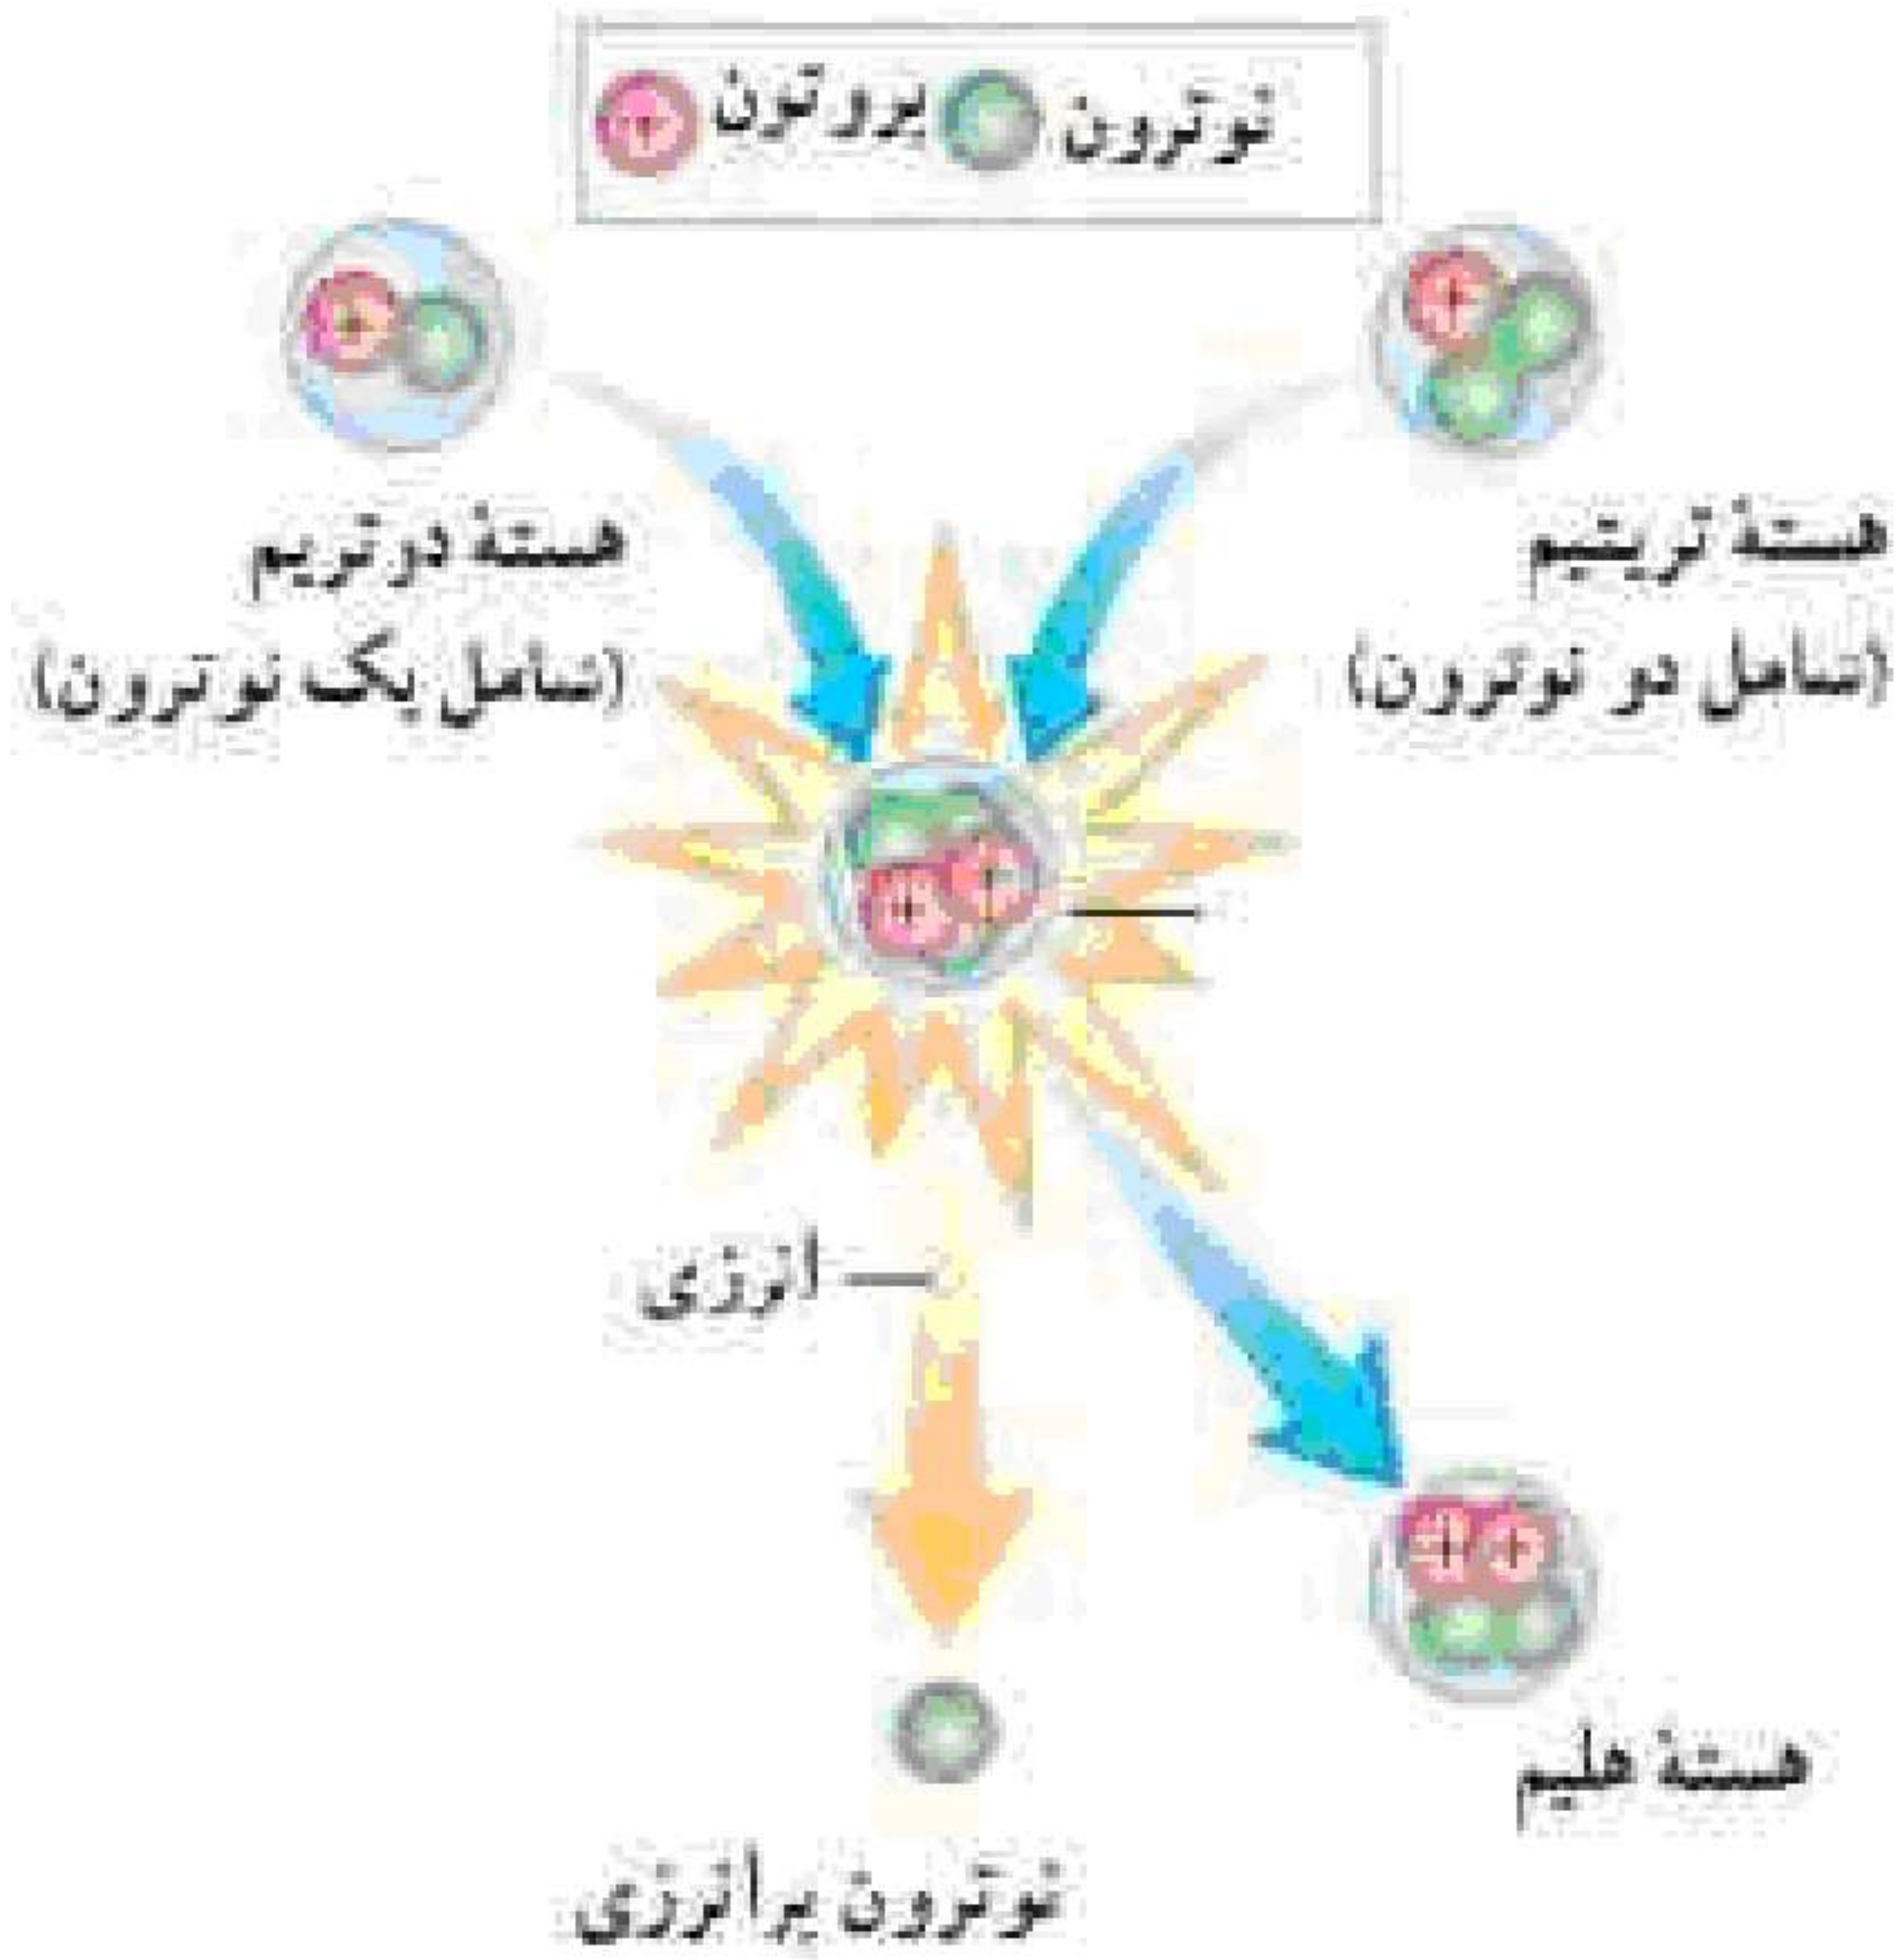 نوترون پروتون
هستهٔ تریتیم
(شامل دو نوترون)
هستهٔ دوتریم
(شامل یک نوترون)
انرژی
هستهٔ هلیم
نوترون پرانرژی